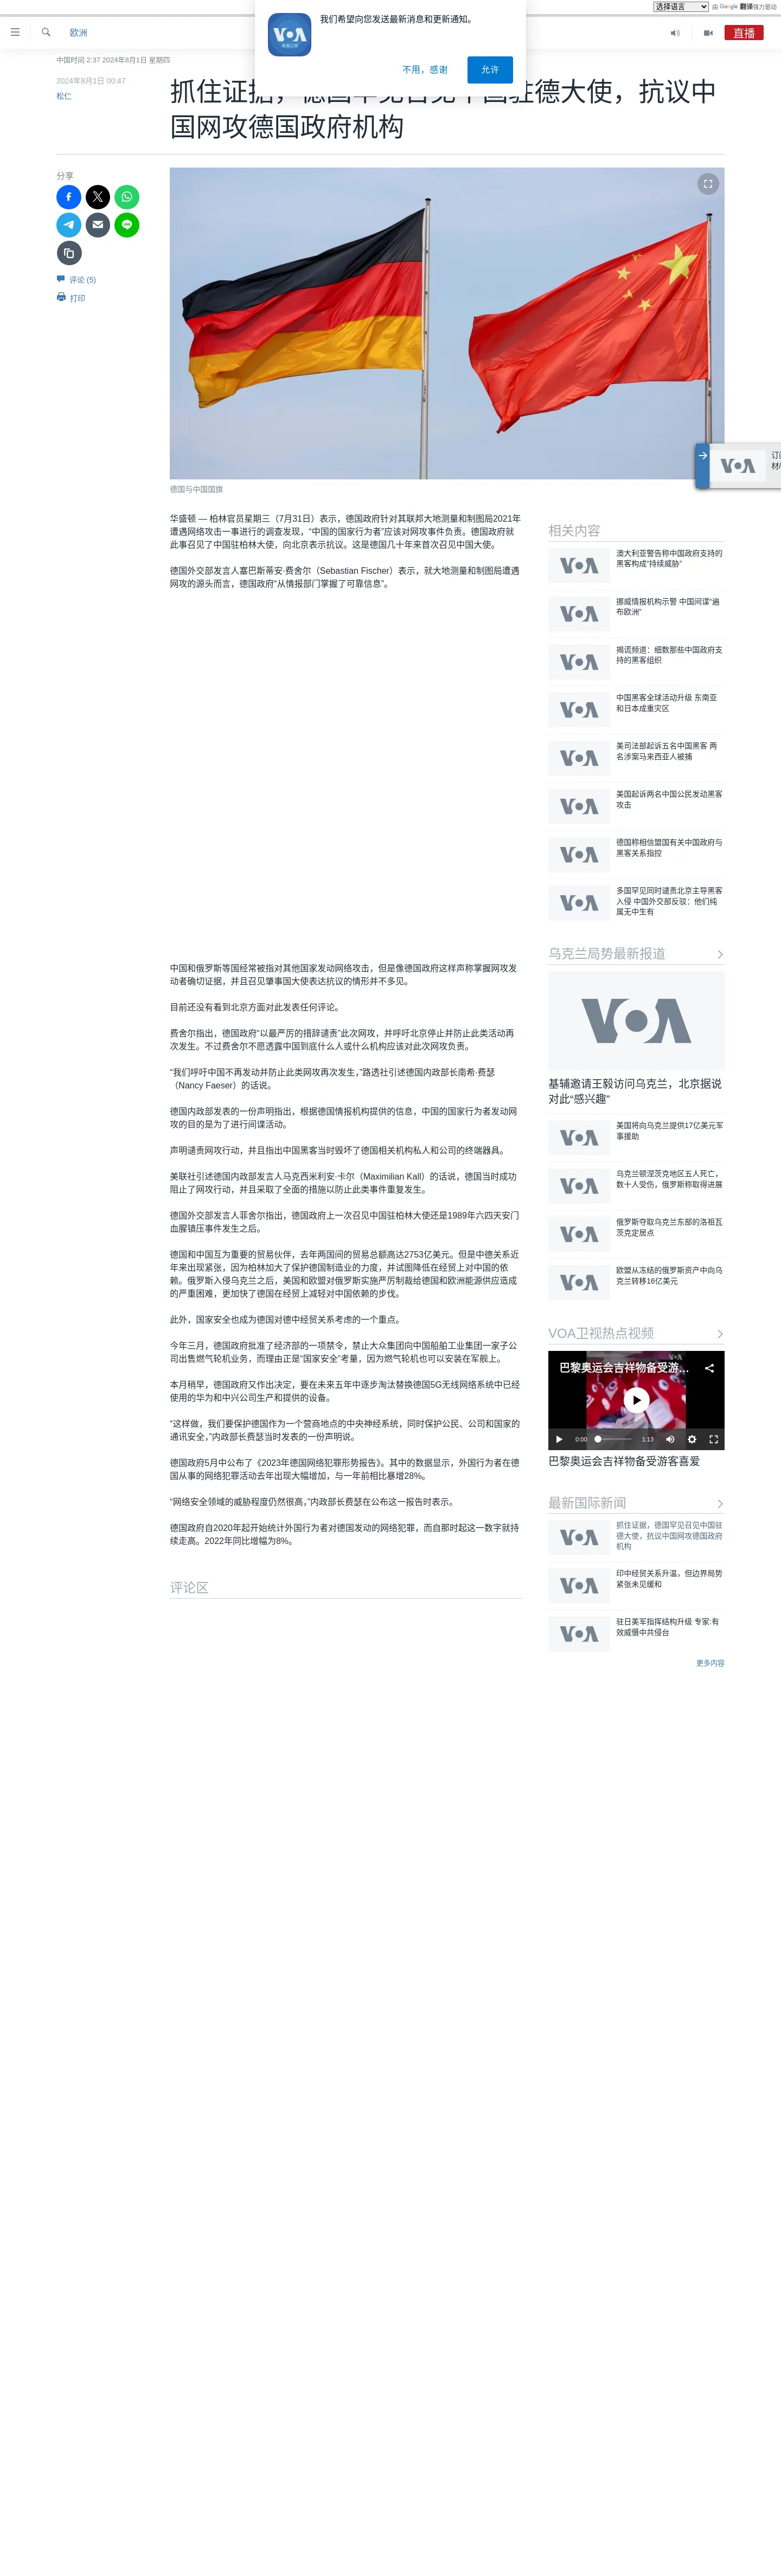 选择语言
由 Google 翻译强力驱动
我们希望向您发送最新消息和更新通知。
不用，感谢
允许
VOA
美国之音
欧洲
直播
中国时间 2:37 2024年8月1日 星期四
2024年8月1日 00:47
松仁
抓住证据，德国罕见召见中国驻德大使，抗议中
国网攻德国政府机构
分享
评论 (5)
打印
德国与中国国旗
VOA
订阅
华盛顿 — 柏林官员星期三（7月31日）表示，德国政府针对其联邦大地测量和制图局2021年
遭遇网络攻击一事进行的调查发现，“中国的国家行为者”应该对网攻事件负责。德国政府就
此事召见了中国驻柏林大使，向北京表示抗议。这是德国几十年来首次召见中国大使。
德国外交部发言人塞巴斯蒂安·费舍尔（Sebastian Fischer）表示，就大地测量和制图局遭遇
网攻的源头而言，德国政府“从情报部门掌握了可靠信息”。
中国和俄罗斯等国经常被指对其他国家发动网络攻击，但是像德国政府这样声称掌握网攻发
动者确切证据，并且召见肇事国大使表达抗议的情形并不多见。
目前还没有看到北京方面对此发表任何评论。
费舍尔指出，德国政府“以最严厉的措辞谴责”此次网攻，并呼吁北京停止并防止此类活动再
次发生。不过费舍尔不愿透露中国到底什么人或什么机构应该对此次网攻负责。
“我们呼吁中国不再发动并防止此类网攻再次发生，”路透社引述德国内政部长南希·费瑟
（Nancy Faeser）的话说。
德国内政部发表的一份声明指出，根据德国情报机构提供的信息，中国的国家行为者发动网
攻的目的是为了进行间谍活动。
声明谴责网攻行动，并且指出中国黑客当时毁坏了德国相关机构私人和公司的终端器具。
美联社引述德国内政部发言人马克西米利安·卡尔（Maximilian Kall）的话说，德国当时成功
阻止了网攻行动，并且采取了全面的措施以防止此类事件重复发生。
德国外交部发言人菲舍尔指出，德国政府上一次召见中国驻柏林大使还是1989年六四天安门
血腥镇压事件发生之后。
德国和中国互为重要的贸易伙伴，去年两国间的贸易总额高达2753亿美元。但是中德关系近
年来出现紧张，因为柏林加大了保护德国制造业的力度，并试图降低在经贸上对中国的依
赖。俄罗斯入侵乌克兰之后，美国和欧盟对俄罗斯实施严厉制裁给德国和欧洲能源供应造成
的严重困难，更加快了德国在经贸上减轻对中国依赖的步伐。
此外，国家安全也成为德国对德中经贸关系考虑的一个重点。
今年三月，德国政府批准了经济部的一项禁令，禁止大众集团向中国船舶工业集团一家子公
司出售燃气轮机业务，而理由正是“国家安全”考量，因为燃气轮机也可以安装在军舰上。
本月稍早，德国政府又作出决定，要在未来五年中逐步淘汰替换德国5G无线网络系统中已经
使用的华为和中兴公司生产和提供的设备。
“这样做，我们要保护德国作为一个营商地点的中央神经系统，同时保护公民、公司和国家的
通讯安全，”内政部长费瑟当时发表的一份声明说。
德国政府5月中公布了《2023年德国网络犯罪形势报告》。其中的数据显示，外国行为者在德
国从事的网络犯罪活动去年出现大幅增加，与一年前相比暴增28%。
“网络安全领域的威胁程度仍然很高，”内政部长费瑟在公布这一报告时表示。
德国政府自2020年起开始统计外国行为者对德国发动的网络犯罪，而自那时起这一数字就持
续走高。2022年同比增幅为8%。
评论区
相关内容
VOA
澳大利亚警告称中国政府支持的
黑客构成“持续威胁”
VOA
挪威情报机构示警 中国间谍“遍
布欧洲”
VOA
揭谎频道：细数那些中国政府支
持的黑客组织
VOA
中国黑客全球活动升级 东南亚
和日本成重灾区
VOA
美司法部起诉五名中国黑客 两
名涉案马来西亚人被捕
VOA
美国起诉两名中国公民发动黑客
攻击
VOA
德国称相信盟国有关中国政府与
黑客关系指控
VOA
多国罕见同时谴责北京主导黑客
入侵 中国外交部反驳：他们纯
属无中生有
乌克兰局势最新报道
VOA
基辅邀请王毅访问乌克兰，北京据说
对此“感兴趣”
VOA
美国将向乌克兰提供17亿美元军
事援助
VOA
乌克兰顿涅茨克地区五人死亡，
数十人受伤，俄罗斯称取得进展
VOA
俄罗斯夺取乌克兰东部的洛祖瓦
茨克定居点
VOA
欧盟从冻结的俄罗斯资产中向乌
克兰转移16亿美元
VOA卫视热点视频
VOA
巴黎奥运会吉祥物备受游...
0:00
1:13
巴黎奥运会吉祥物备受游客喜爱
最新国际新闻
VOA
抓住证据，德国罕见召见中国驻
德大使，抗议中国网攻德国政府
机构
VOA
印中经贸关系升温，但边界局势
紧张未见缓和
VOA
驻日美军指挥结构升级 专家:有
效威慑中共侵台
更多内容